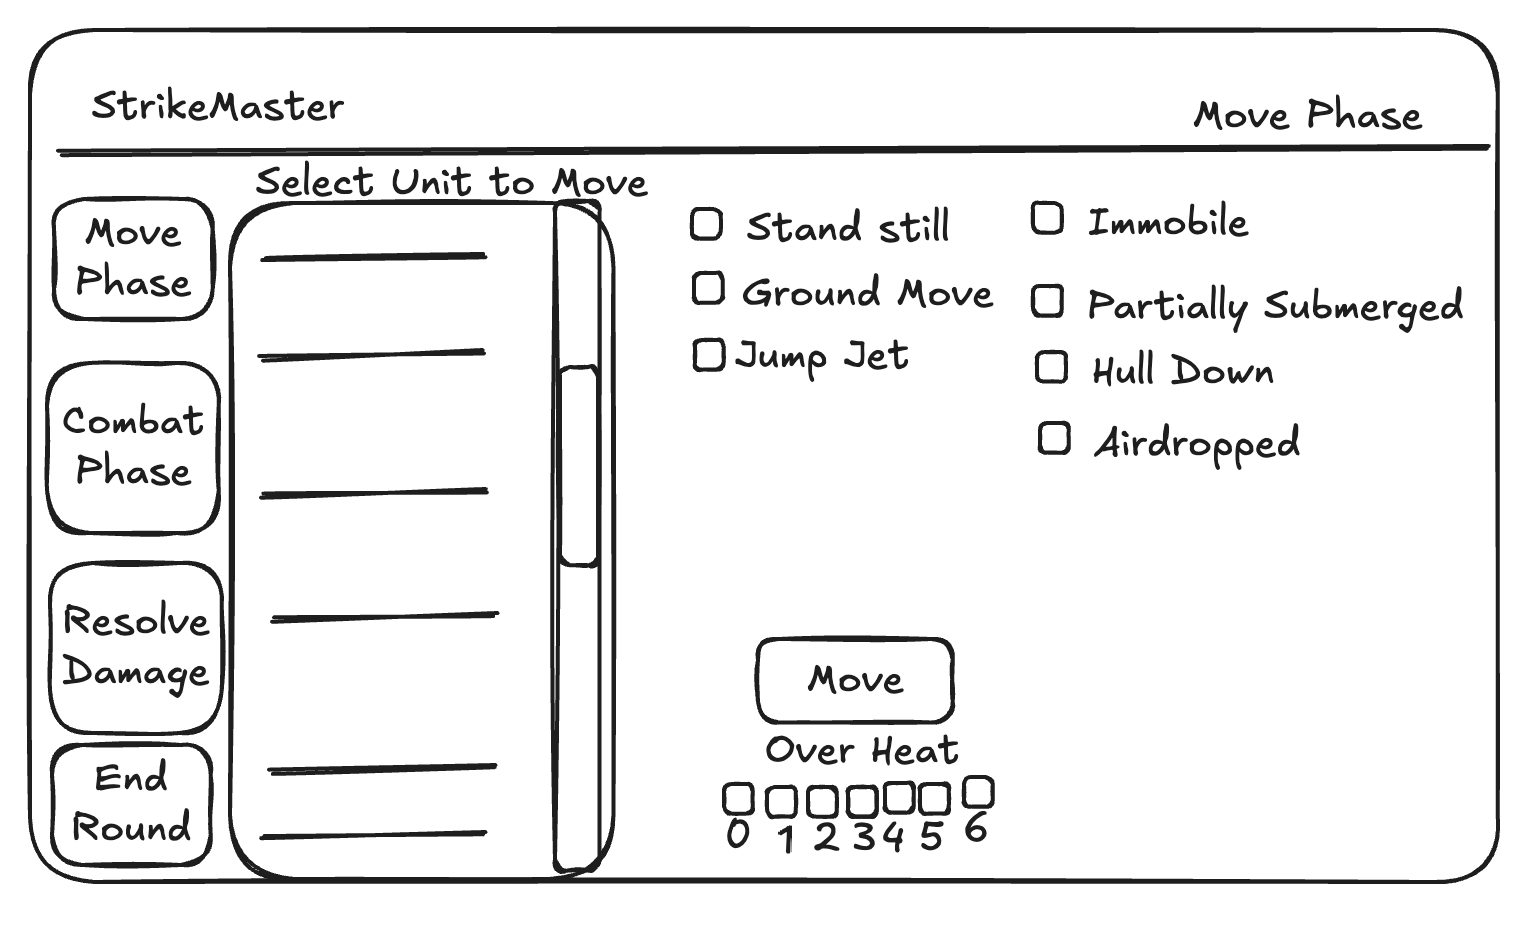 StrikeMaster
Move Phase
Select Unit to Move
Move
Phase
Combat
Phase
Resolve
Damage
End
Round
Stand still
Ground Move
Jump Jet
Immobile
Partially Submerged
Hull Down
Airdropped
Move
Over Heat
0 1 2 3 4 5 6